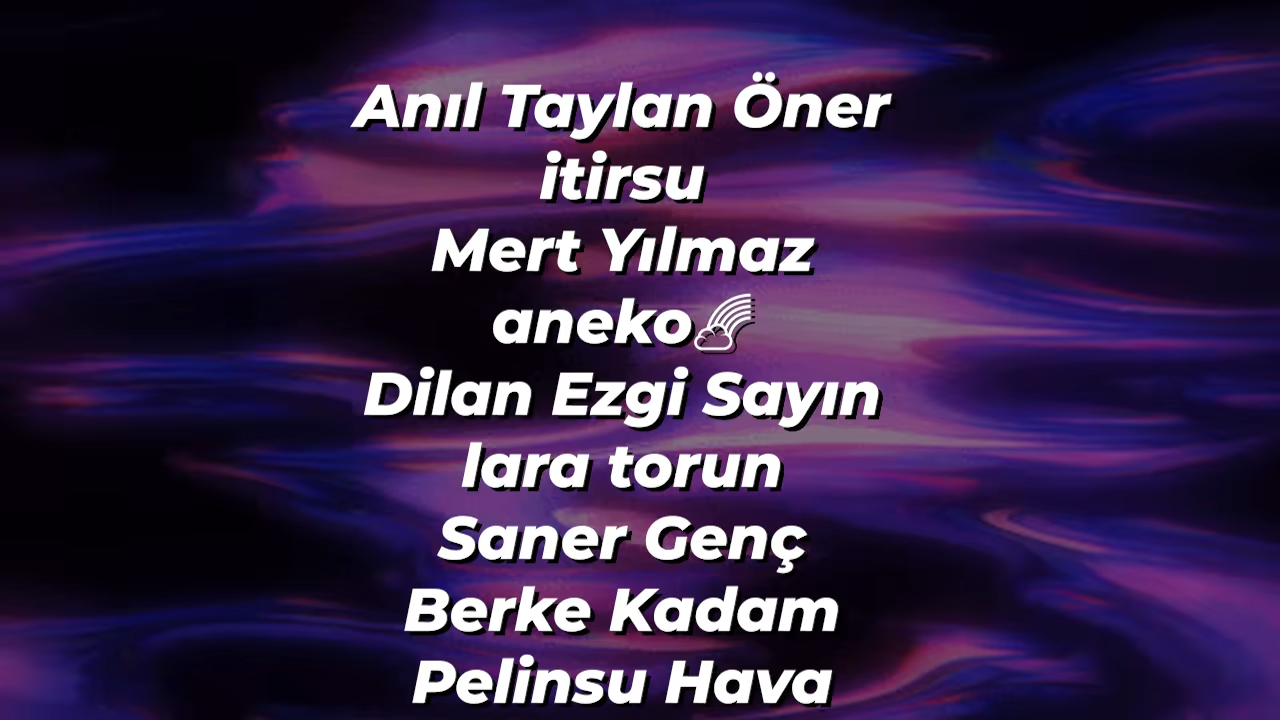 Anıl Taylan Öner
itirsu
Mert Yılmaz
aneko🌈
Dilan Ezgi Sayın
lara torun
Saner Genç
Berke Kadam
Pelinsu Hava